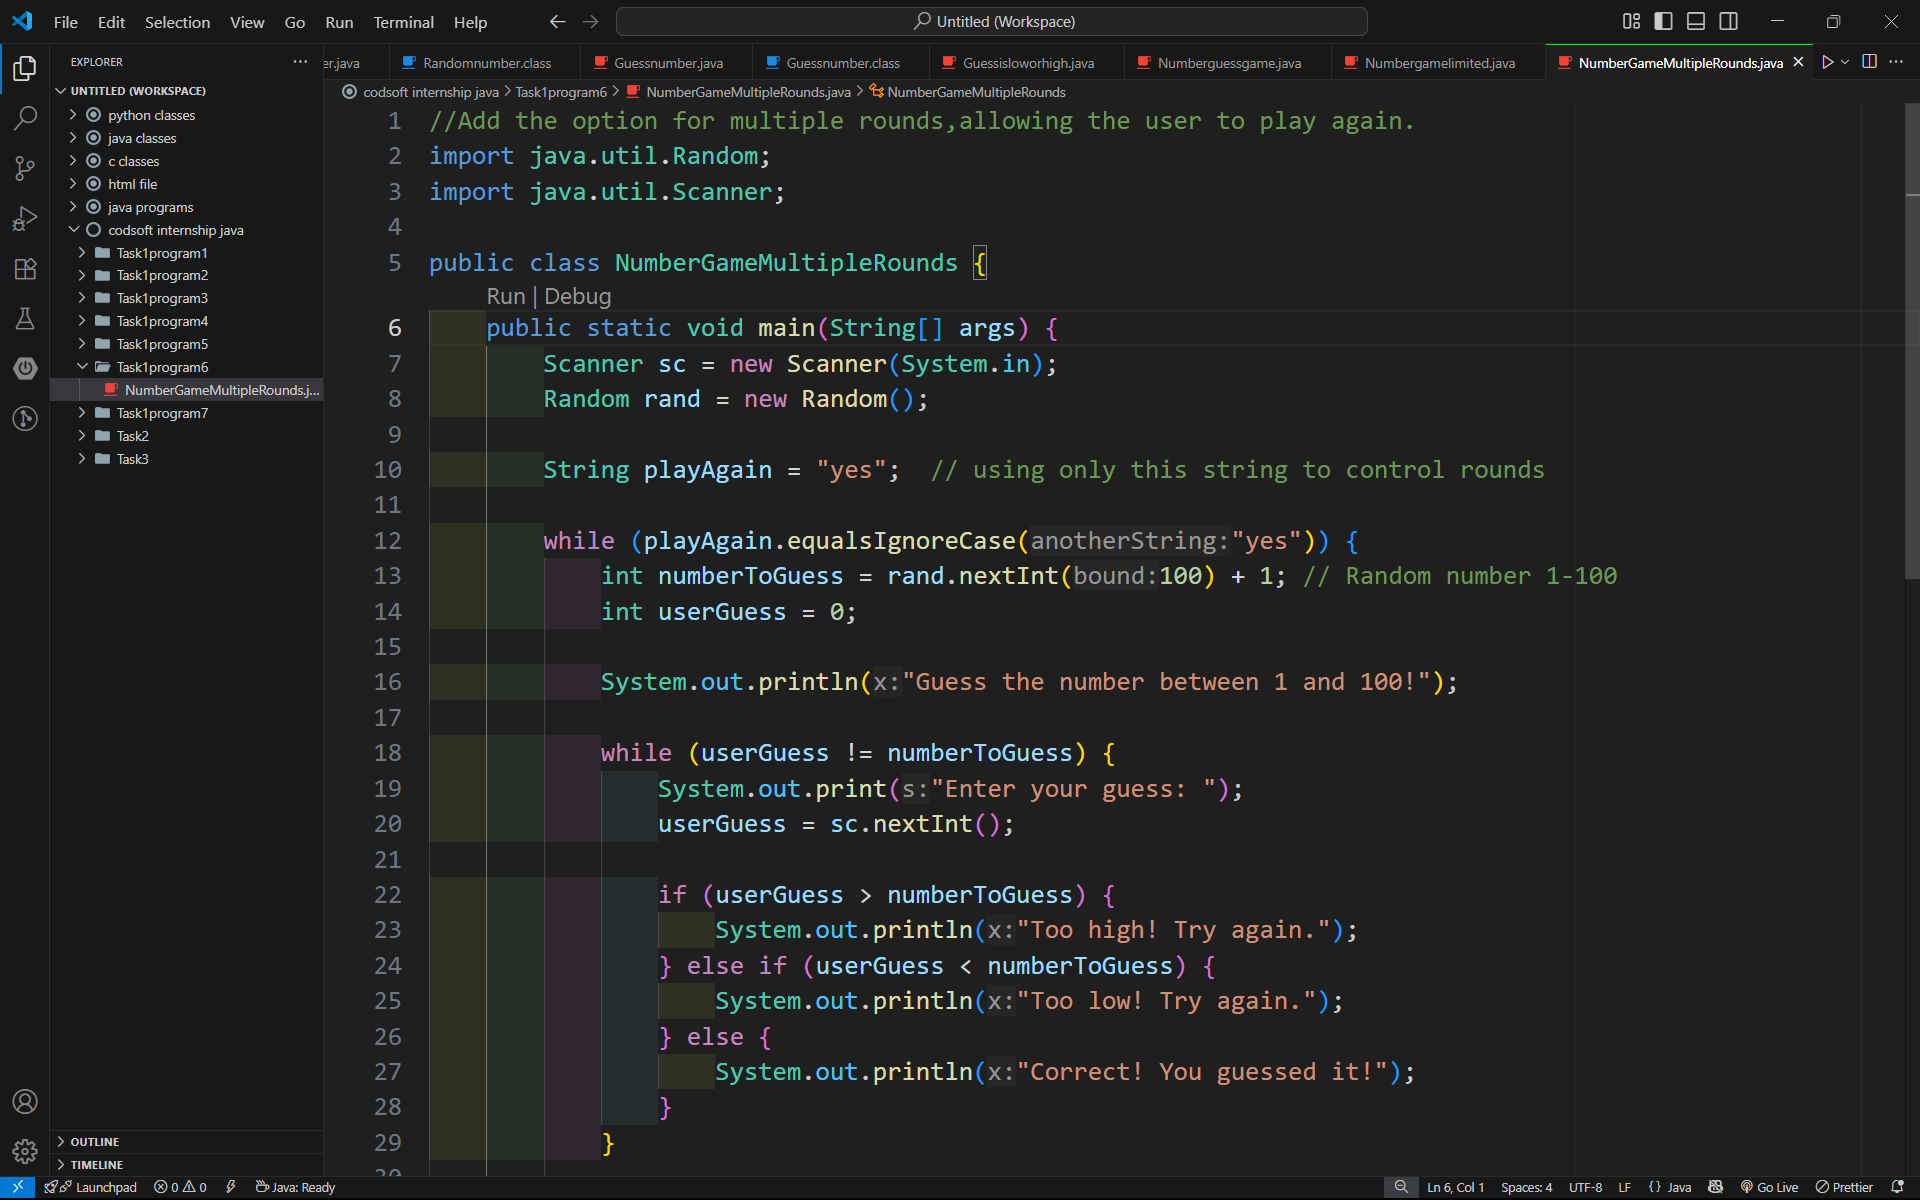 File Edit Selection View Go Run Terminal Help
Untitled (Workspace)
EXPLORER
er.java Randomnumber.class Guessnumber.java Guessnumber.class Guessisloworhigh.java Numberguessgame.java Numbergamelimited.java NumberGameMultipleRounds.java
UNTITLED (WORKSPACE)
python classes
java classes
c classes
html file
java programs
codsoft internship java
Task1program1
Task1program2
Task1program3
Task1program4
Task1program5
Task1program6
NumberGameMultipleRounds.j...
Task1program7
Task2
Task3
OUTLINE
TIMELINE
codsoft internship java > Task1program6 > NumberGameMultipleRounds.java > NumberGameMultipleRounds
1 //Add the option for multiple rounds,allowing the user to play again.
2 import java.util.Random;
3 import java.util.Scanner;
4
5 public class NumberGameMultipleRounds {
Run | Debug
6 public static void main(String[] args) {
7 Scanner sc = new Scanner(System.in);
8 Random rand = new Random();
9
10 String playAgain = "yes"; // using only this string to control rounds
11
12 while (playAgain.equalsIgnoreCase(anotherString:"yes")) {
13 int numberToGuess = rand.nextInt(bound:100) + 1; // Random number 1-100
14 int userGuess = 0;
15
16 System.out.println(x:"Guess the number between 1 and 100!");
17
18 while (userGuess != numberToGuess) {
19 System.out.print(s:"Enter your guess: ");
20 userGuess = sc.nextInt();
21
22 if (userGuess > numberToGuess) {
23 System.out.println(x:"Too high! Try again.");
24 } else if (userGuess < numberToGuess) {
25 System.out.println(x:"Too low! Try again.");
26 } else {
27 System.out.println(x:"Correct! You guessed it!");
28 }
29 }
30
Launchpad 0 0 Java: Ready Ln 6, Col 1 Spaces: 4 UTF-8 LF {} Java Go Live Prettier